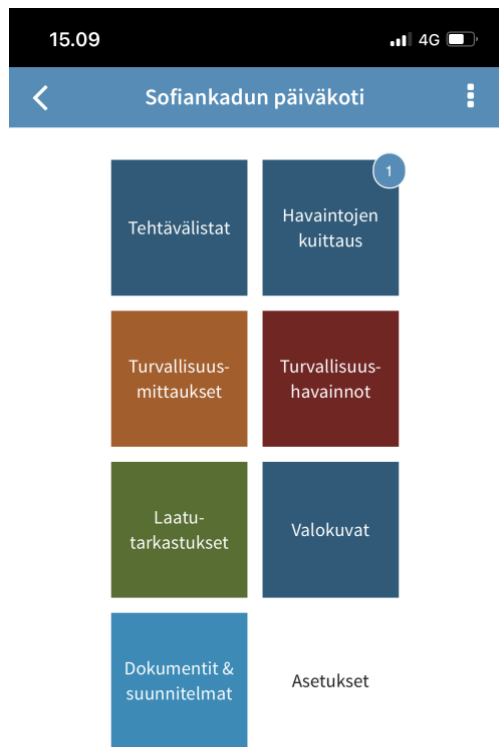 15.09
4G
Sofiankadun päiväkoti
1
Tehtävälistat
Havaintojen
kuittaus
Turvallisuus-
mittaukset
Turvallisuus-
havainnot
Laatu-
tarkastukset
Valokuvat
Dokumentit &
suunnitelmat
Asetukset